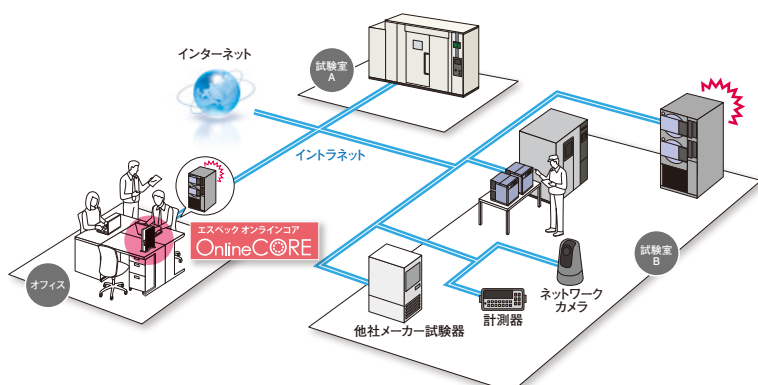 インターネット
試験室
A
イントラネット
エスペック オンラインコア
OnlineCORE
オフィス
試験室
B
ネットワーク
カメラ
計測器
他社メーカー試験器